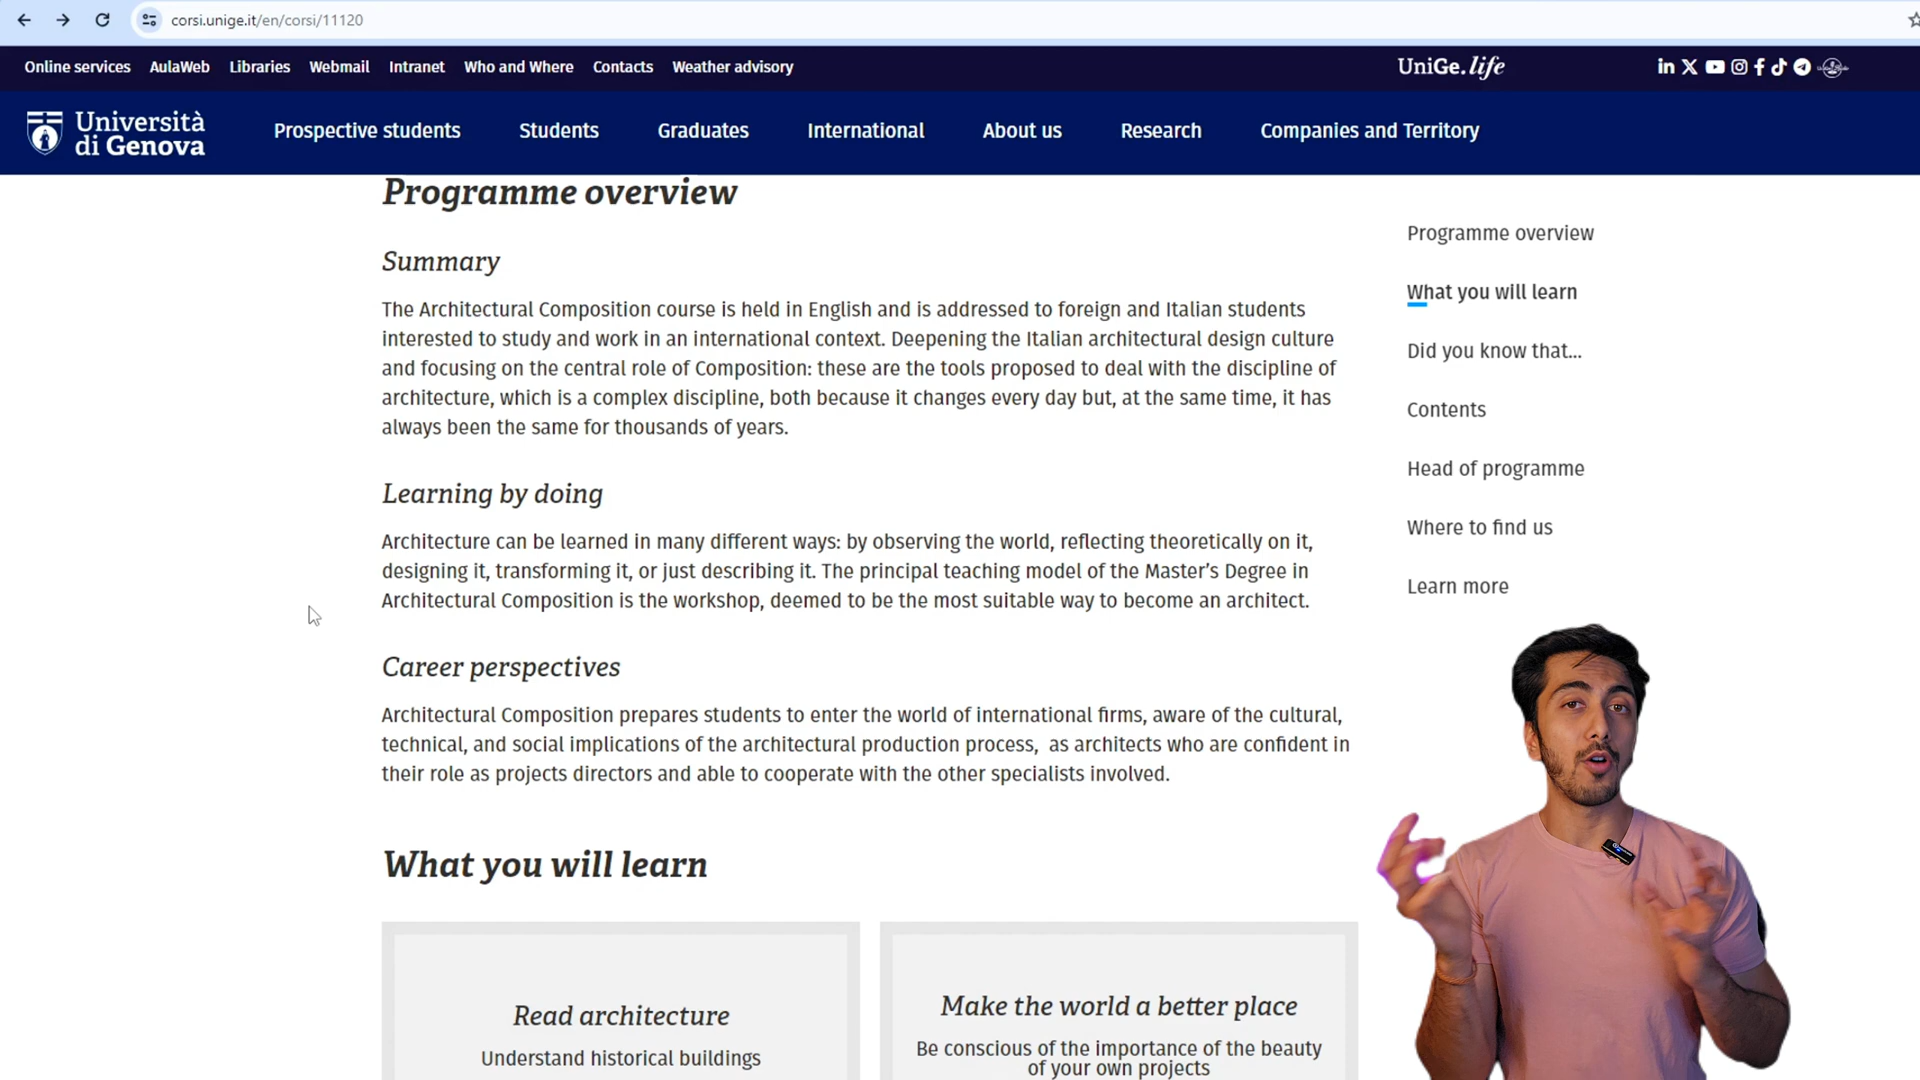 corsi.unige.it/en/corsi/11120
Online services AulaWeb Libraries Webmail Intranet Who and Where Contacts Weather advisory UniGe.life
Università
di Genova
Prospective students Students Graduates International About us Research Companies and Territory
Programme overview
Summary
The Architectural Composition course is held in English and is addressed to foreign and Italian students
interested to study and work in an international context. Deepening the Italian architectural design culture
and focusing on the central role of Composition: these are the tools proposed to deal with the discipline of
architecture, which is a complex discipline, both because it changes every day but, at the same time, it has
always been the same for thousands of years.
Learning by doing
Architecture can be learned in many different ways: by observing the world, reflecting theoretically on it,
designing it, transforming it, or just describing it. The principal teaching model of the Master’s Degree in
Architectural Composition is the workshop, deemed to be the most suitable way to become an architect.
Career perspectives
Architectural Composition prepares students to enter the world of international firms, aware of the cultural,
technical, and social implications of the architectural production process, as architects who are confident in
their role as projects directors and able to cooperate with the other specialists involved.
What you will learn
Read architecture
Understand historical buildings
Make the world a better place
Be conscious of the importance of the beauty
of your own projects
Programme overview
What you will learn
Did you know that...
Contents
Head of programme
Where to find us
Learn more